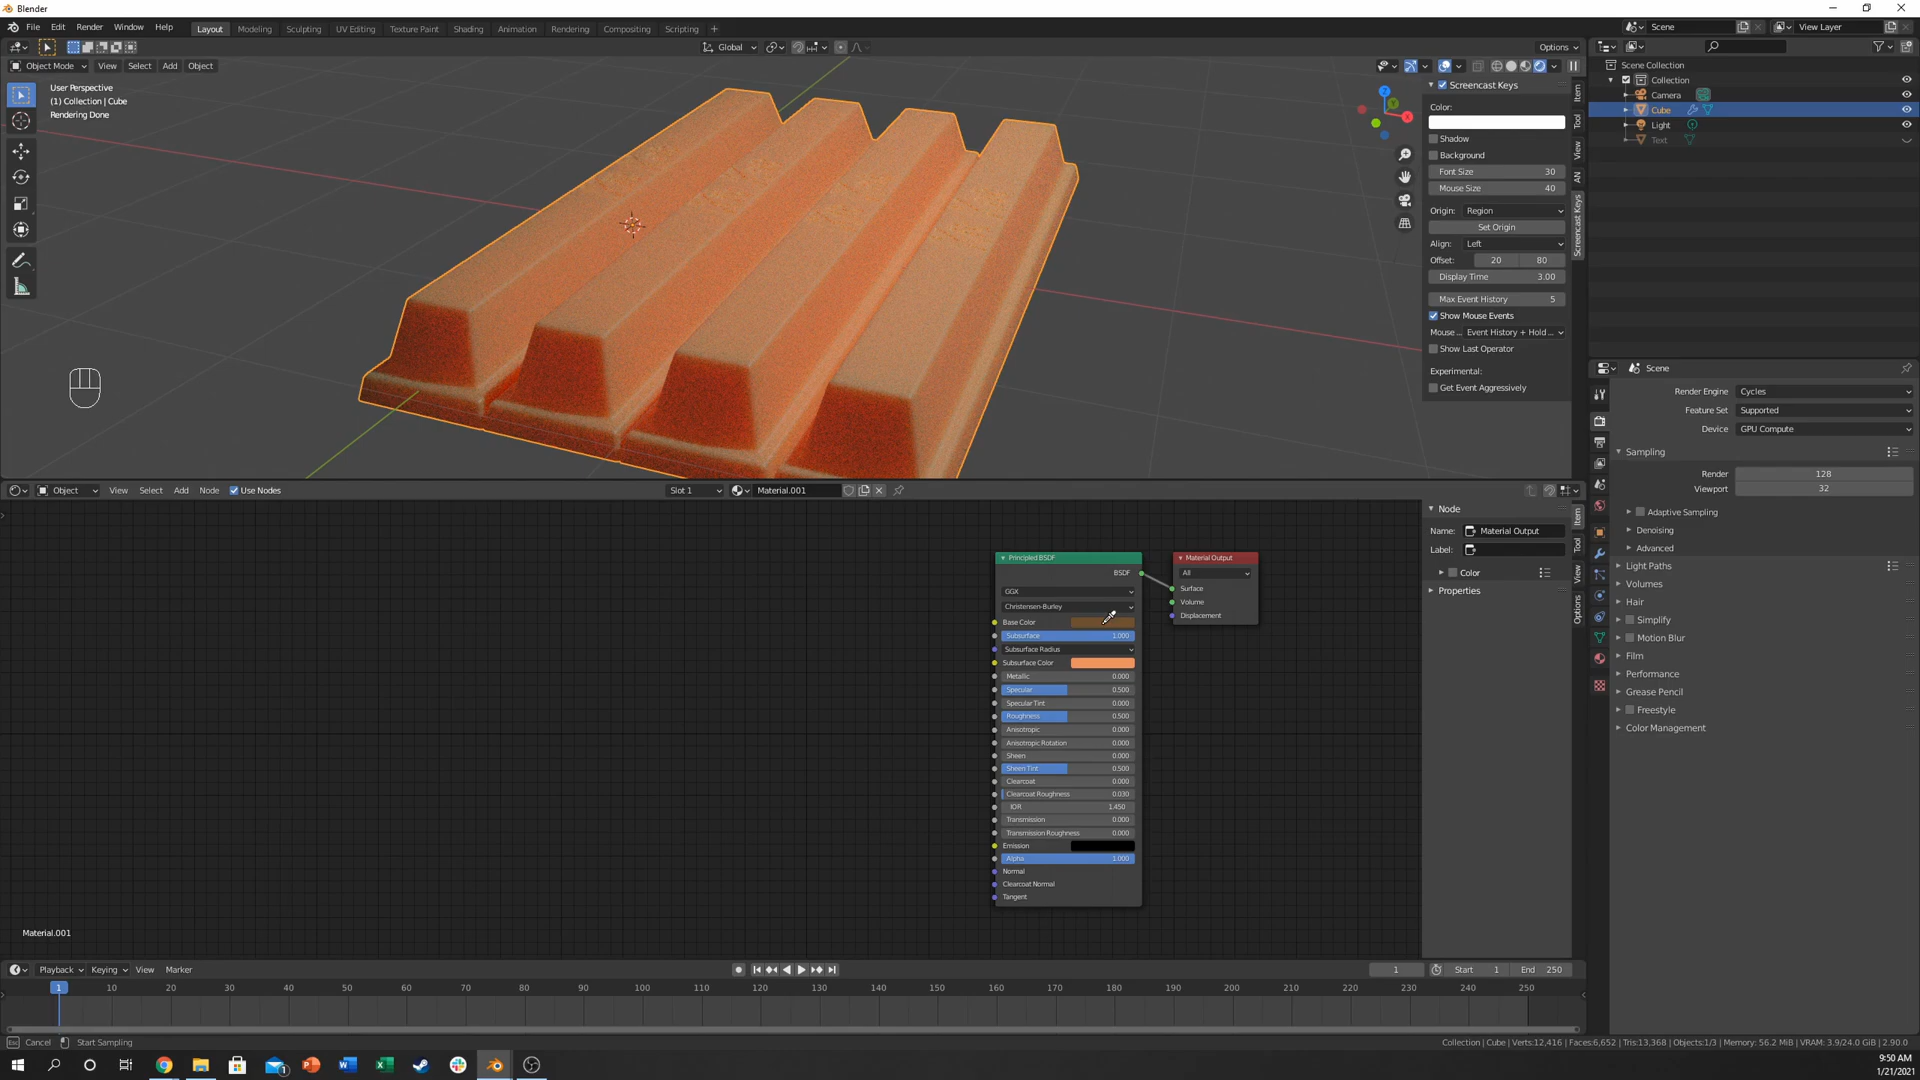 Blender
File Edit Render Window Help
Layout Modeling Sculpting UV Editing Texture Paint Shading Animation Rendering Compositing Scripting +
Scene View Layer
Global Options
Object Mode View Select Add Object
User Perspective
(1) Collection | Cube
Rendering Done
Screencast Keys
Color:
Shadow
Background
Font Size 30
Mouse Size 40
Origin: Region
Set Origin
Align: Left
Offset: 20 80
Display Time 3.00
Max Event History 5
Show Mouse Events
Mouse ... Event History + Hold ...
Show Last Operator
Experimental:
Get Event Aggressively
Item
Tool
View
AN
Screencast Keys
Scene Collection
Collection
Camera
Cube
Light
Text
Scene
Render Engine Cycles
Feature Set Supported
Device GPU Compute
Sampling
Render 128
Viewport 32
Adaptive Sampling
Denoising
Advanced
Light Paths
Volumes
Hair
Simplify
Motion Blur
Film
Performance
Grease Pencil
Freestyle
Color Management
Object View Select Add Node Use Nodes Slot 1 Material.001
Principled BSDF
BSDF
GGX
Christensen-Burley
Base Color
Subsurface 1.000
Subsurface Radius
Subsurface Color
Metallic 0.000
Specular 0.500
Specular Tint 0.000
Roughness 0.500
Anisotropic 0.000
Anisotropic Rotation 0.000
Sheen 0.000
Sheen Tint 0.500
Clearcoat 0.000
Clearcoat Roughness 0.030
IOR 1.450
Transmission 0.000
Transmission Roughness 0.000
Emission
Alpha 1.000
Normal
Clearcoat Normal
Tangent
Material Output
All
Surface
Volume
Displacement
Node
Name: Material Output
Label:
Color
Properties
Item
Tool
View
Options
Material.001
Playback Keying View Marker 1 Start 1 End 250
1 10 20 30 40 50 60 70 80 90 100 110 120 130 140 150 160 170 180 190 200 210 220 230 240 250
Esc Cancel Start Sampling
Collection | Cube | Verts:12,416 | Faces:6,652 | Tris:13,368 | Objects:1/3 | Memory: 56.2 MiB | VRAM: 3.9/24.0 GiB | 2.90.0
9:50 AM
1/21/2021